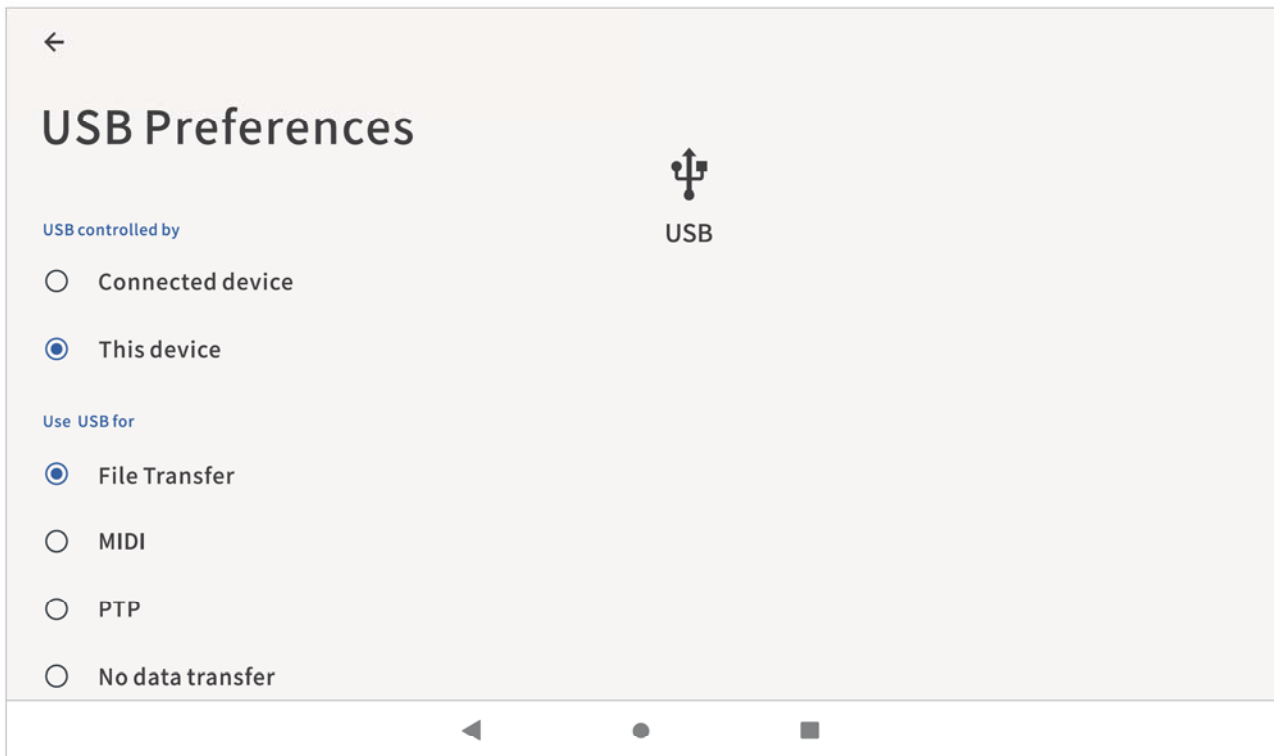 USB Preferences
USB
USB controlled by
Connected device
This device
Use USB for
File Transfer
MIDI
PTP
No data transfer